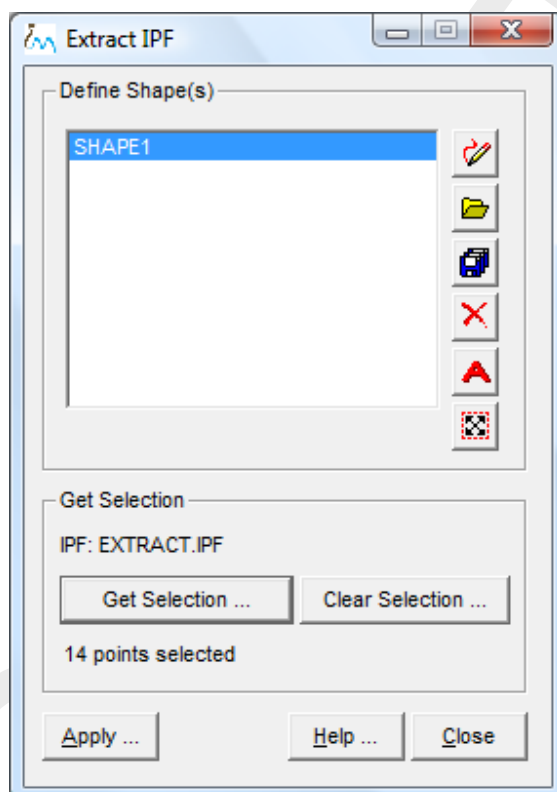 Extract IPF
Define Shape(s)
SHAPE1
Get Selection
IPF: EXTRACT.IPF
Get Selection ...
Clear Selection ...
14 points selected
Apply ...
Help ...
Close